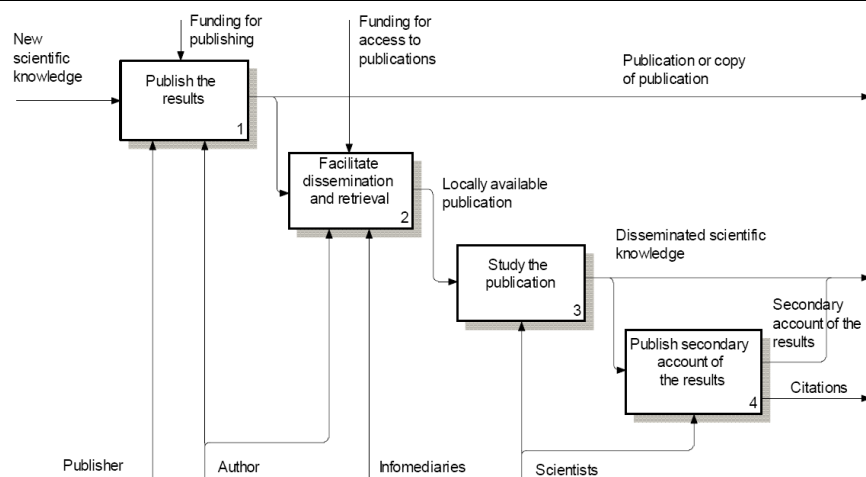 Funding for
publishing
Funding for
access to
publications
New
scientific
knowledge
Publish the
results
1
Publication or copy
of publication
Facilitate
dissemination
and retrieval
2
Locally available
publication
Study the
publication
3
Disseminated scientific
knowledge
Secondary
account of the
results
Publish secondary
account of
the results
4
Citations
Publisher
Author
Infomediaries
Scientists